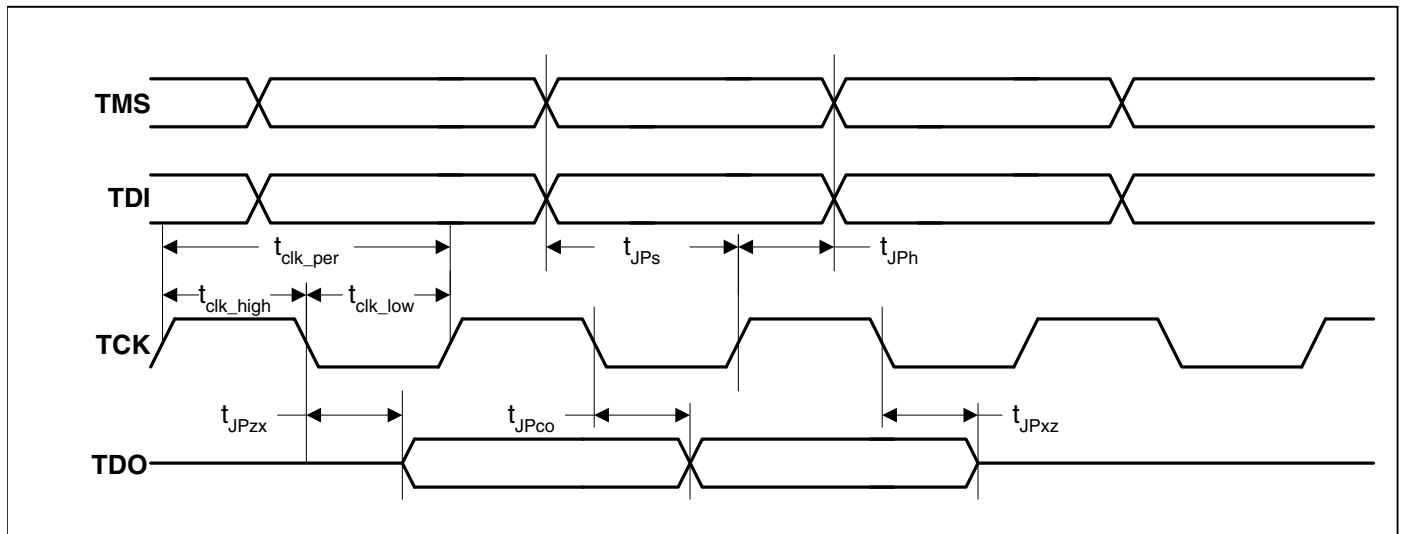 TMS
TDI
t_clk_per
t_JPs
t_JPh
t_clk_high
t_clk_low
TCK
t_JPzx
t_JPco
t_JPxz
TDO